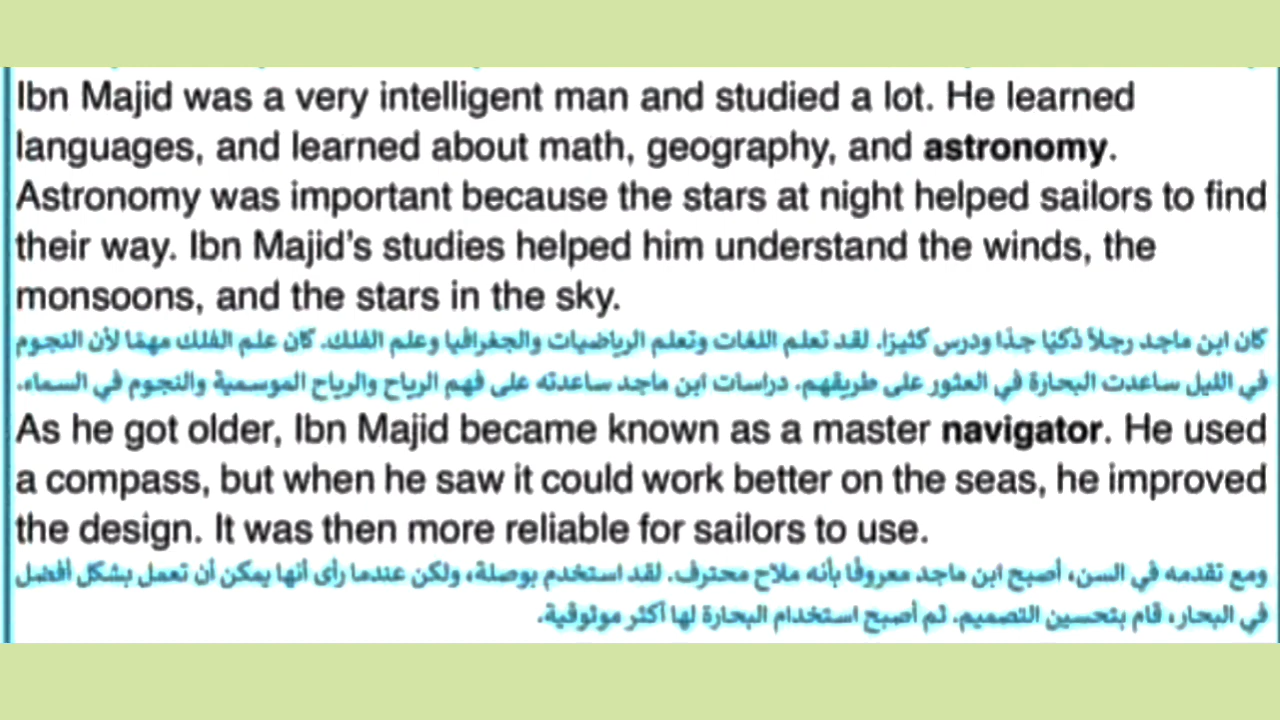 Ibn Majid was a very intelligent man and studied a lot. He learned
languages, and learned about math, geography, and astronomy.
Astronomy was important because the stars at night helped sailors to find
their way. Ibn Majid's studies helped him understand the winds, the
monsoons, and the stars in the sky.
كان ابن ماجد رجلاً ذكيًا جدًا ودرس كثيرًا. لقد تعلم اللغات وتعلم الرياضيات والجغرافيا وعلم الفلك. كان علم الفلك مهمًا لأن النجوم
في الليل ساعدت البحارة في العثور على طريقهم. دراسات ابن ماجد ساعدته على فهم الرياح والرياح الموسمية والنجوم في السماء.
As he got older, Ibn Majid became known as a master navigator. He used
a compass, but when he saw it could work better on the seas, he improved
the design. It was then more reliable for sailors to use.
ومع تقدمه في السن، أصبح ابن ماجد معروفًا بأنه ملاح محترف. لقد استخدم بوصلة، ولكن عندما رأى أنها يمكن أن تعمل بشكل أفضل
في البحار، قام بتحسين التصميم. ثم أصبح استخدام البحارة لها أكثر موثوقية.